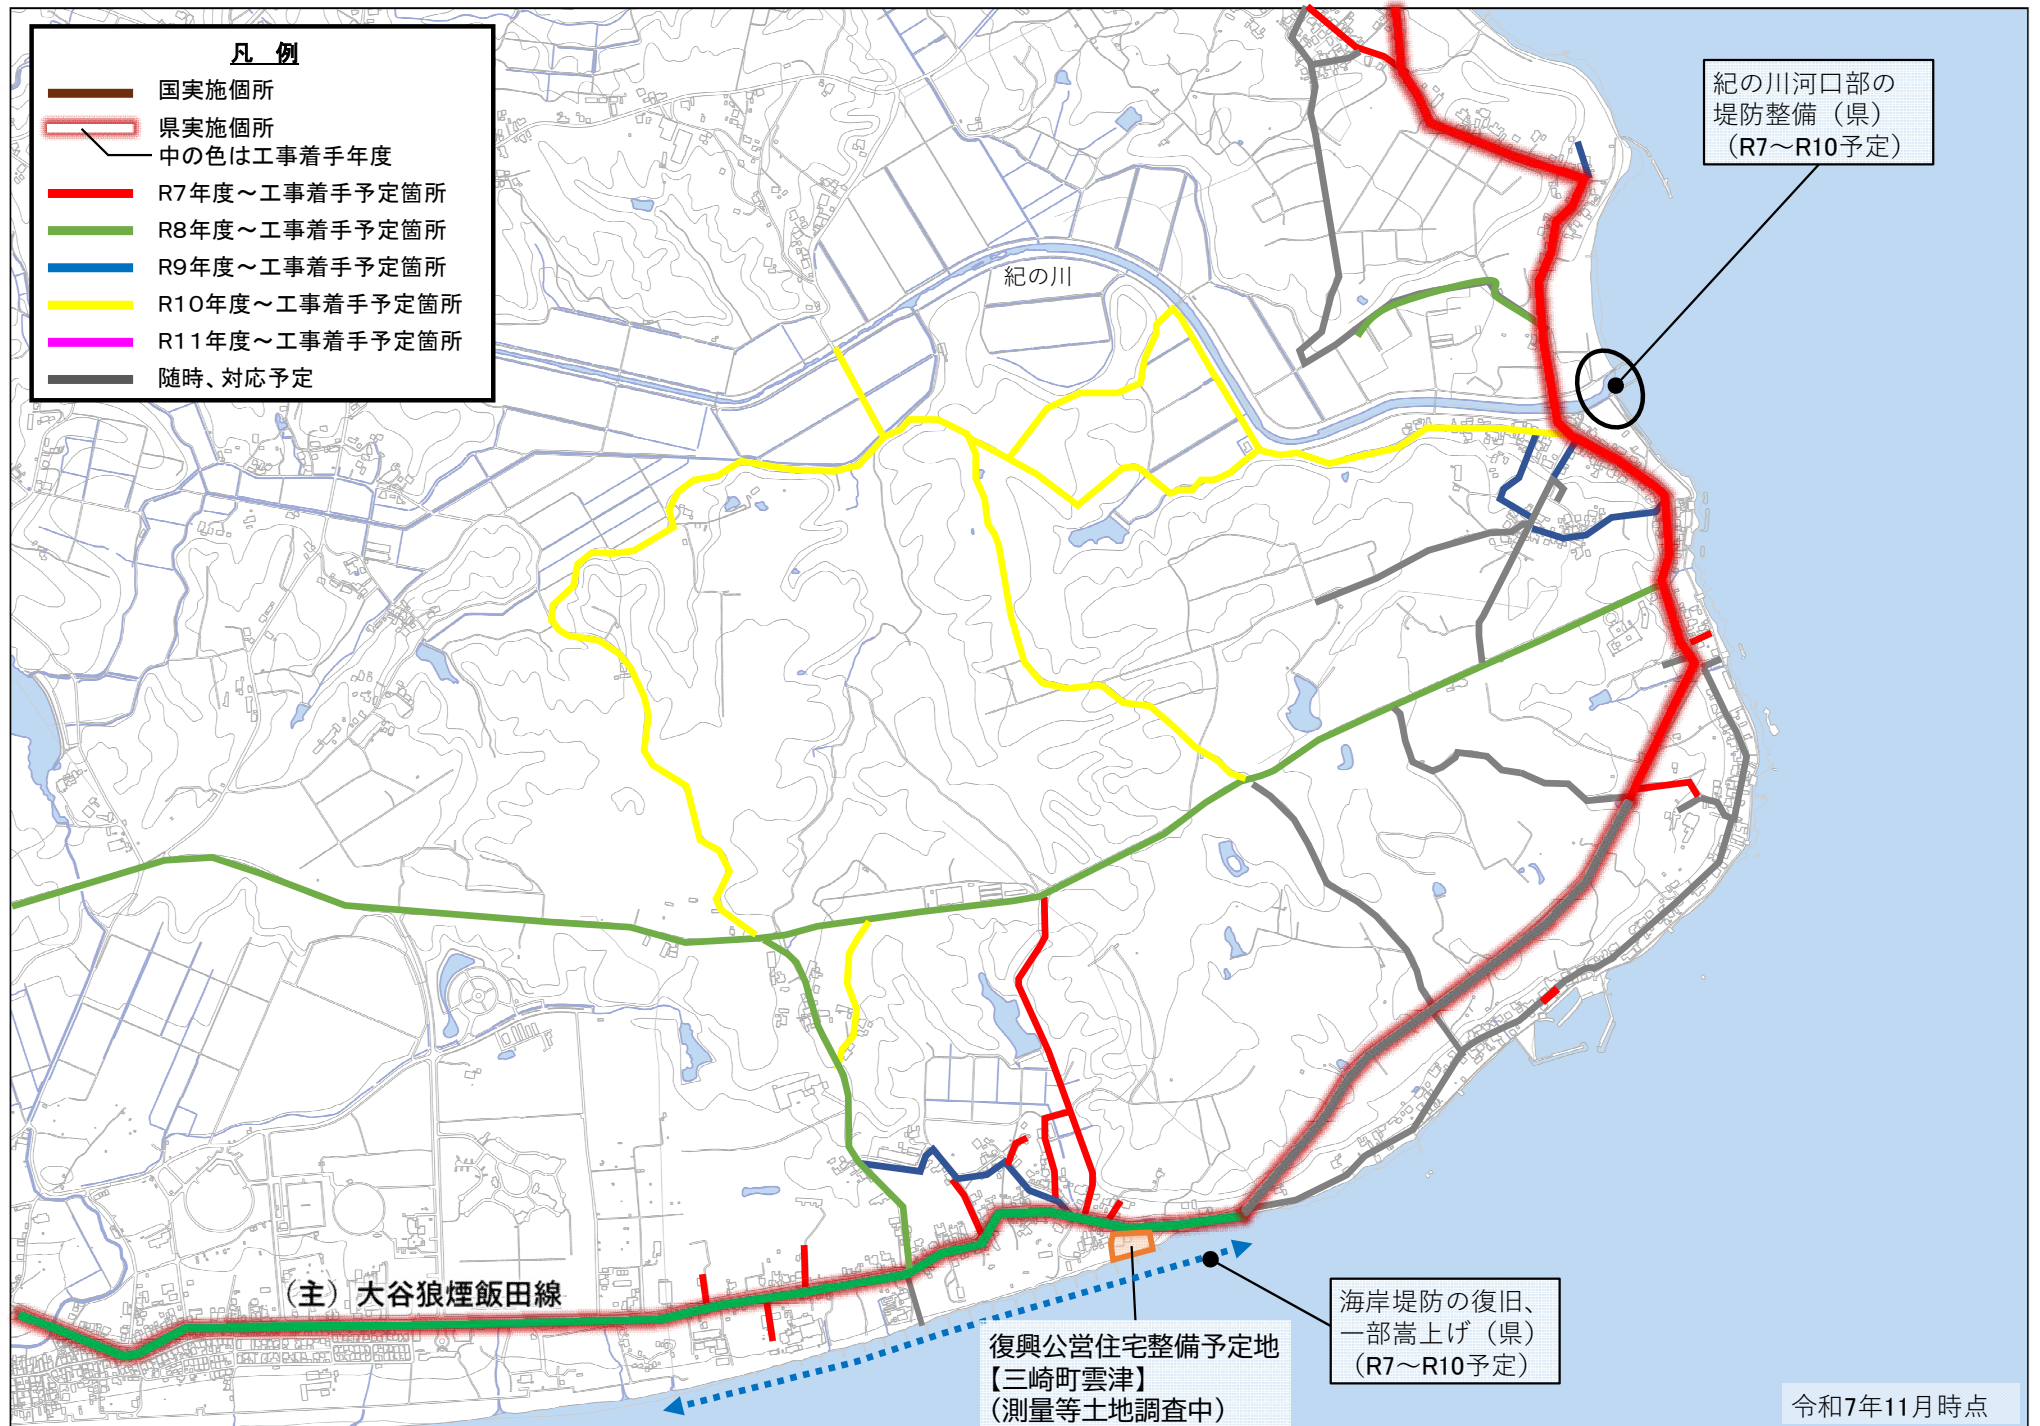 凡 例
国実施個所
県実施個所
中の色は工事着手年度
R7年度～工事着手予定箇所
R8年度～工事着手予定箇所
R9年度～工事着手予定箇所
R10年度～工事着手予定箇所
R11年度～工事着手予定箇所
随時、対応予定
紀の川河口部の
堤防整備（県）
（R7～R10予定）
紀の川
（主）大谷狼煙飯田線
復興公営住宅整備予定地
【三崎町雲津】
（測量等土地調査中）
海岸堤防の復旧、
一部嵩上げ（県）
（R7～R10予定）
令和7年11月時点